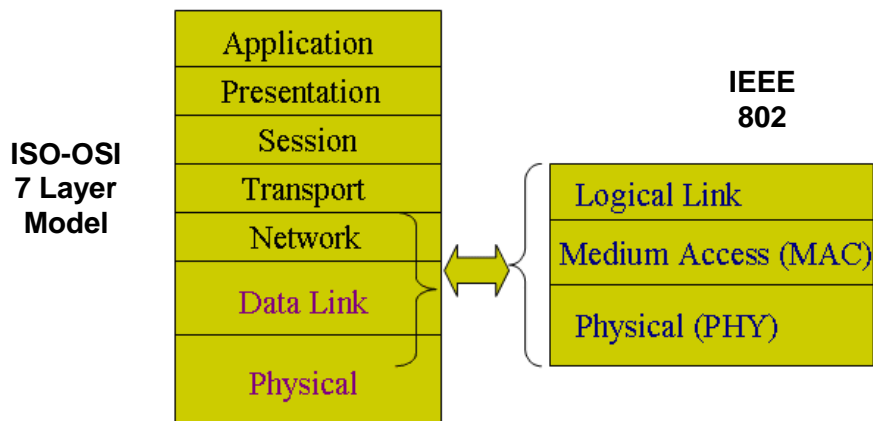 ISO-OSI
7 Layer
Model
Application
Presentation
Session
Transport
Network
Data Link
Physical
IEEE
802
Logical Link
Medium Access (MAC)
Physical (PHY)